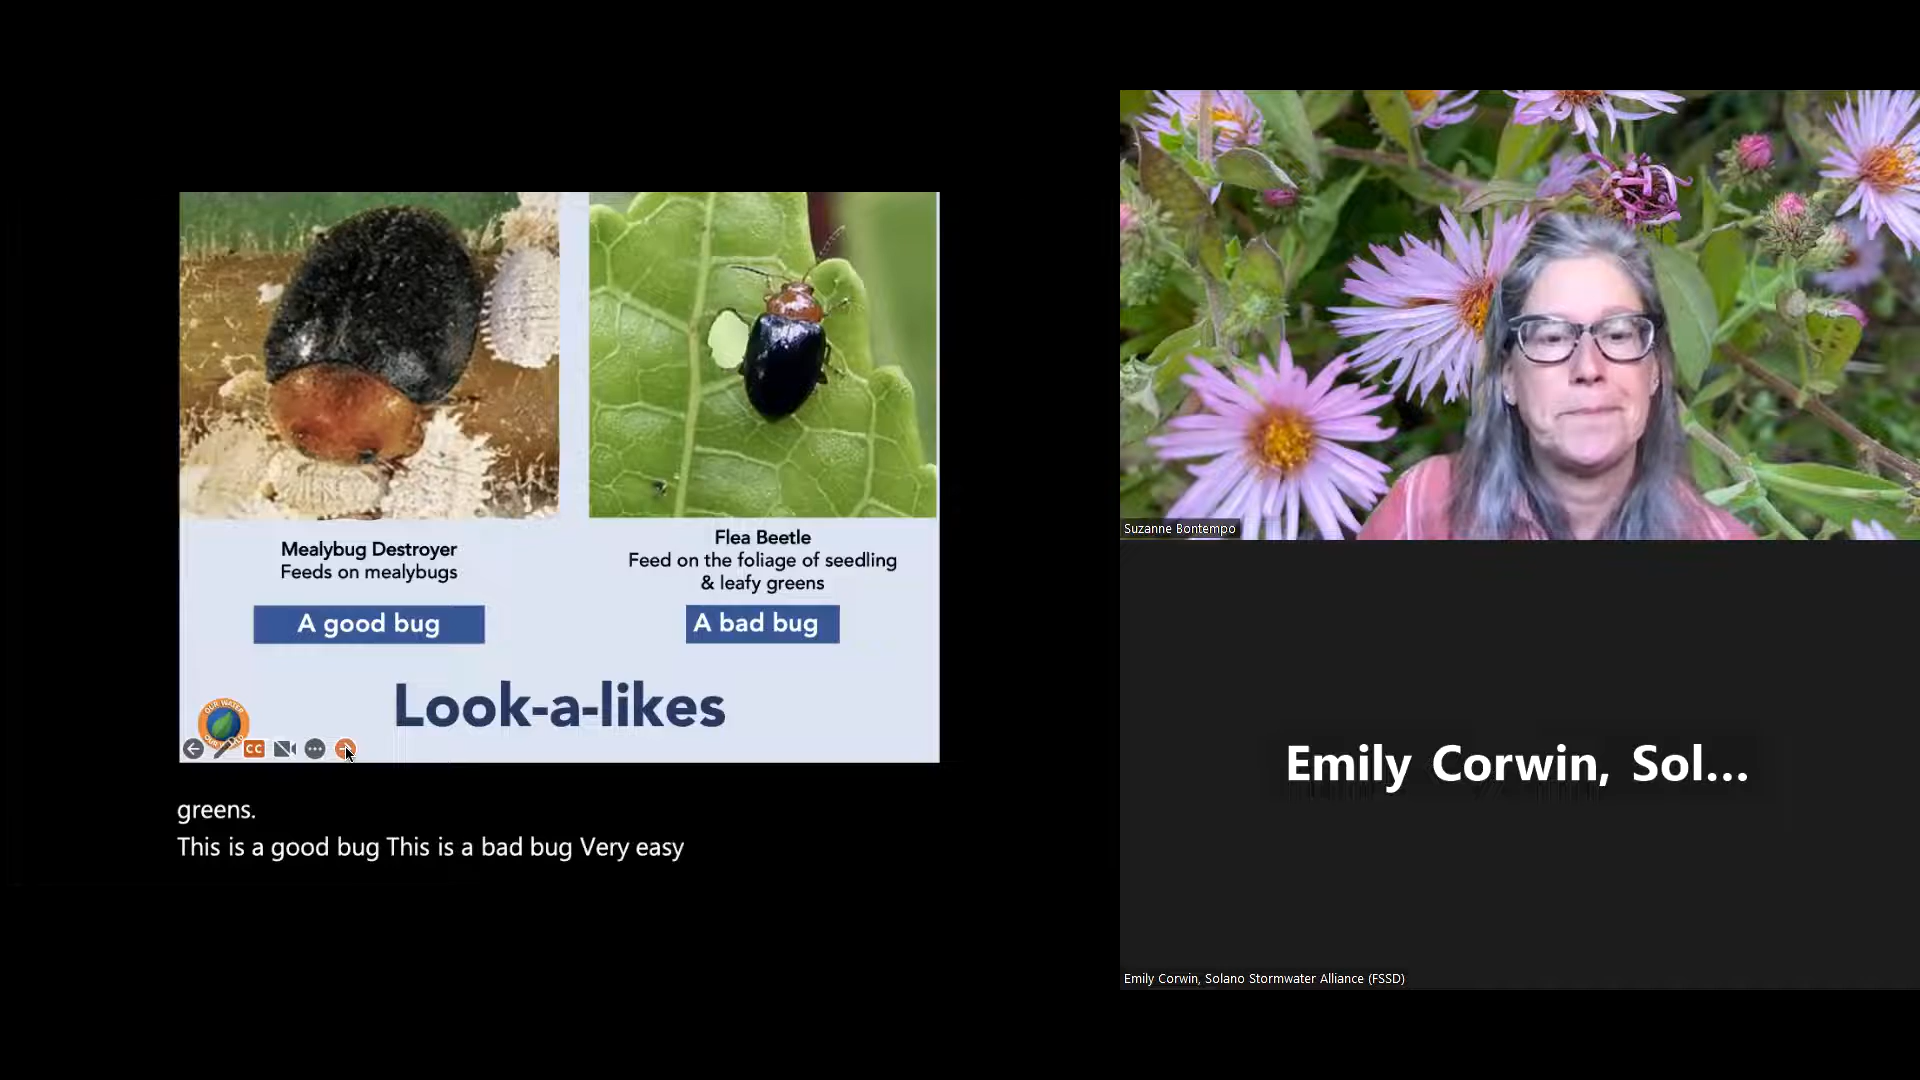 Mealybug Destroyer
Feeds on mealybugs
A good bug
Flea Beetle
Feed on the foliage of seedling
& leafy greens
A bad bug
Look-a-likes
OUR WATER
CC
greens.
This is a good bug This is a bad bug Very easy
Suzanne Bontempo
Emily Corwin, Sol...
Emily Corwin, Solano Stormwater Alliance (FSSD)